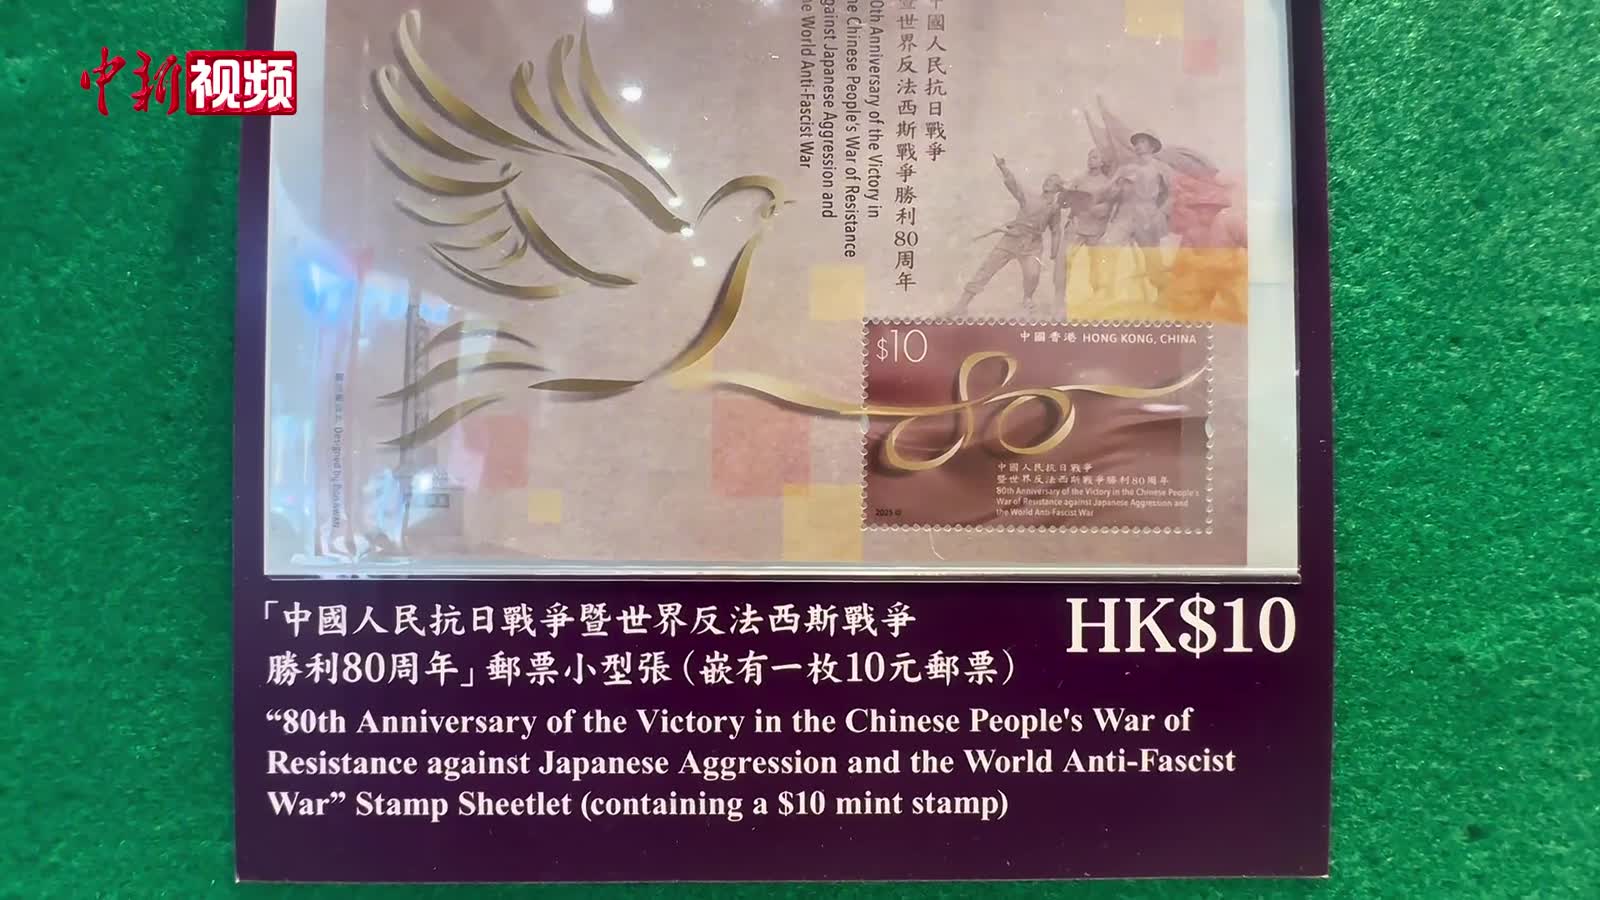 中新视频
中國人民抗日戰爭
暨世界反法西斯戰爭勝利80周年
80th Anniversary of the Victory in
the Chinese People's War of Resistance
against Japanese Aggression and
the World Anti-Fascist War
$10
中國香港 HONG KONG, CHINA
中國人民抗日戰爭
暨世界反法西斯戰爭勝利80周年
80th Anniversary of the Victory in the Chinese People's
War of Resistance against Japanese Aggression and
the World Anti-Fascist War
2025 ©
Designed by Bon
「中國人民抗日戰爭暨世界反法西斯戰爭
勝利80周年」郵票小型張（嵌有一枚10元郵票）
HK$10
“80th Anniversary of the Victory in the Chinese People's War of
Resistance against Japanese Aggression and the World Anti-Fascist
War” Stamp Sheetlet (containing a $10 mint stamp)